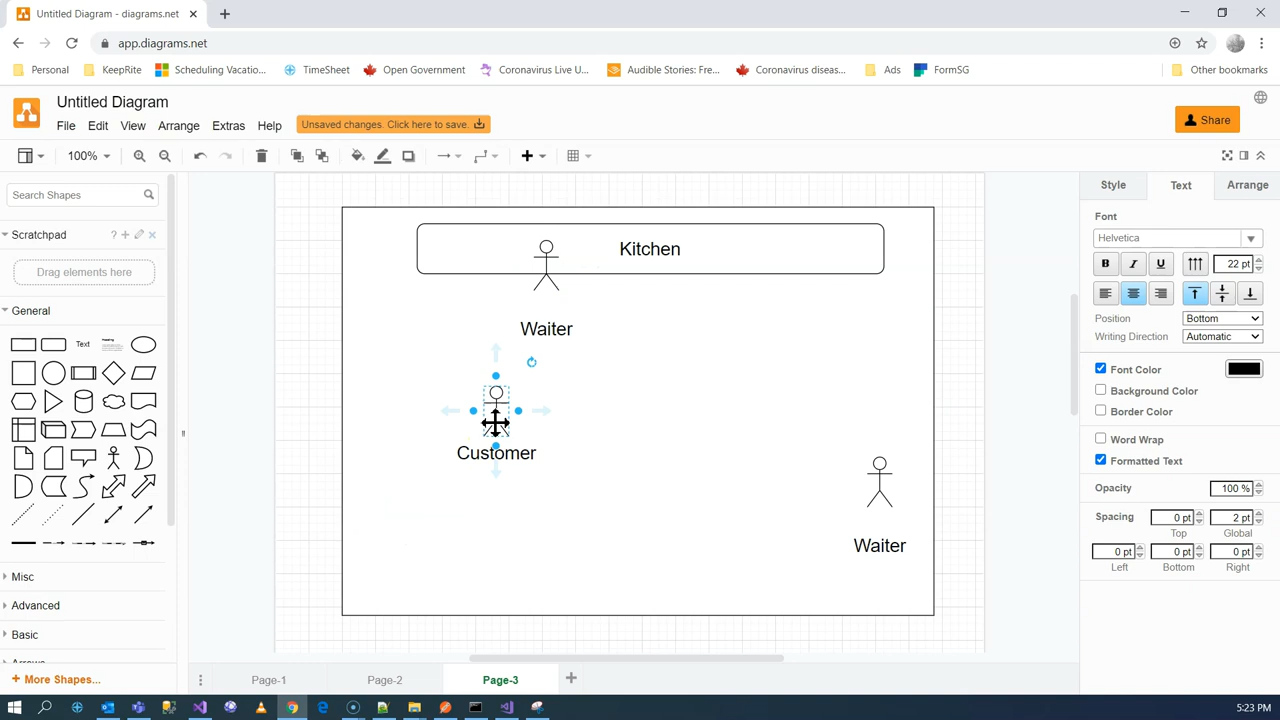 Untitled Diagram - diagrams.net
app.diagrams.net
Personal KeepRite Scheduling Vacatio... TimeSheet Open Government Coronavirus Live U... Audible Stories: Fre... Coronavirus diseas... Ads FormSG Other bookmarks
Untitled Diagram
File Edit View Arrange Extras Help Unsaved changes. Click here to save. Share
100%
Search Shapes
Scratchpad ?
Drag elements here
General
Text
Misc
Advanced
Basic
Arrows
+ More Shapes...
Kitchen
Waiter
Customer
Waiter
Style Text Arrange
Font
Helvetica
B I U 22 pt
Position Bottom
Writing Direction Automatic
Font Color
Background Color
Border Color
Word Wrap
Formatted Text
Opacity 100 %
Spacing 0 pt 2 pt
Top Global
0 pt 0 pt 0 pt
Left Bottom Right
Page-1 Page-2 Page-3
5:23 PM